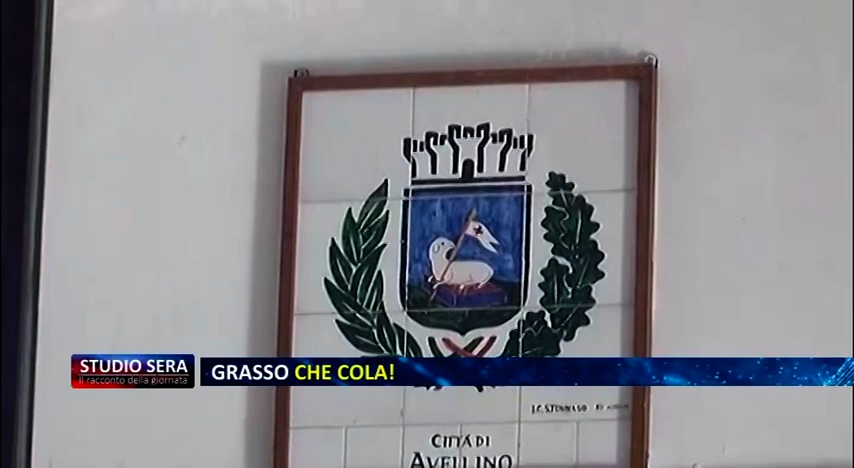 STUDIO SERA
Il racconto della giornata
GRASSO CHE COLA!
CITTÀ DI
AVELLINO